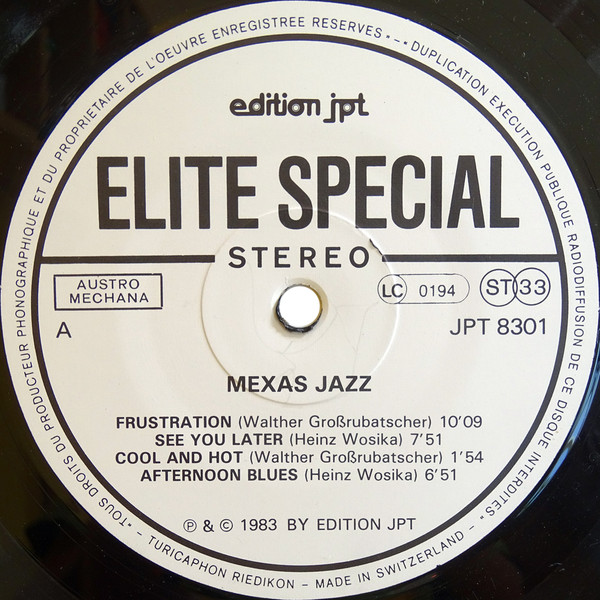 *TOUS DROITS DU PRODUCTEUR PHONOGRAPHIQUE ET DU PROPRIETAIRE DE L'OEUVRE ENREGISTREE RESERVES*–*DUPLICATION EXECUTION PUBLIQUE RADIODIFFUSION DE CE DISQUE INTERDITES*
edition jpt
ELITE SPECIAL
STEREO
AUSTRO MECHANA
LC 0194
ST 33
A
JPT 8301
MEXAS JAZZ
FRUSTRATION (Walther Großrubatscher) 10'09
SEE YOU LATER (Heinz Wosika) 7'51
COOL AND HOT (Walther Großrubatscher) 1'54
AFTERNOON BLUES (Heinz Wosika) 6'51
℗ & © 1983 BY EDITION JPT
– TURICAPHON RIEDIKON – MADE IN SWITZERLAND –